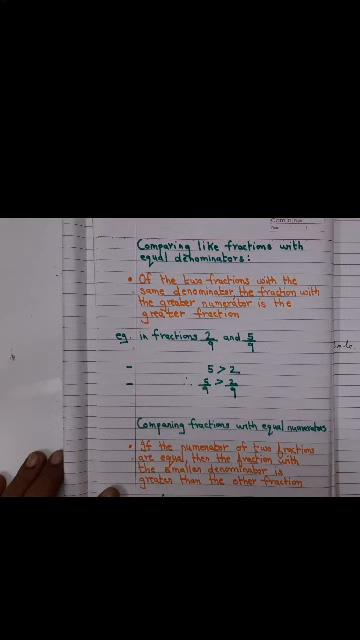 Comparing like fractions with
equal denominators:
• Of the two fractions with the
same denominator the fraction with
the greater numerator is the
greater fraction
eg. in fractions 2/9 and 5/9
- 5 > 2
- ∴ 5/9 > 2/9
Comparing fractions with equal numerators
• If the numerator of two fractions
are equal, then the fraction with
the smaller denominator is
greater than the other fraction